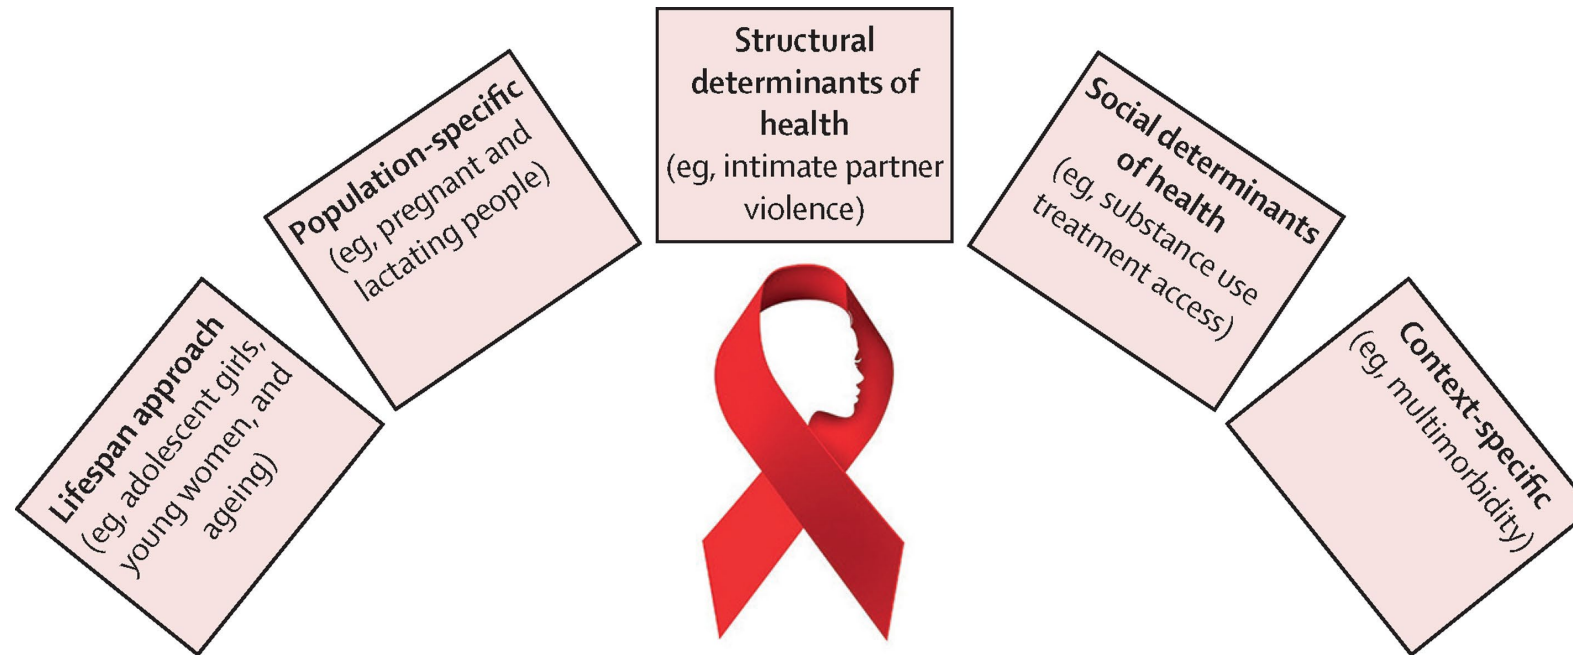 Lifespan approach
(eg, adolescent girls,
young women, and
ageing)
Population-specific
(eg, pregnant and
lactating people)
Structural
determinants of
health
(eg, intimate partner
violence)
Social determinants
of health
(eg, substance use
treatment access)
Context-specific
(eg, multimorbidity)